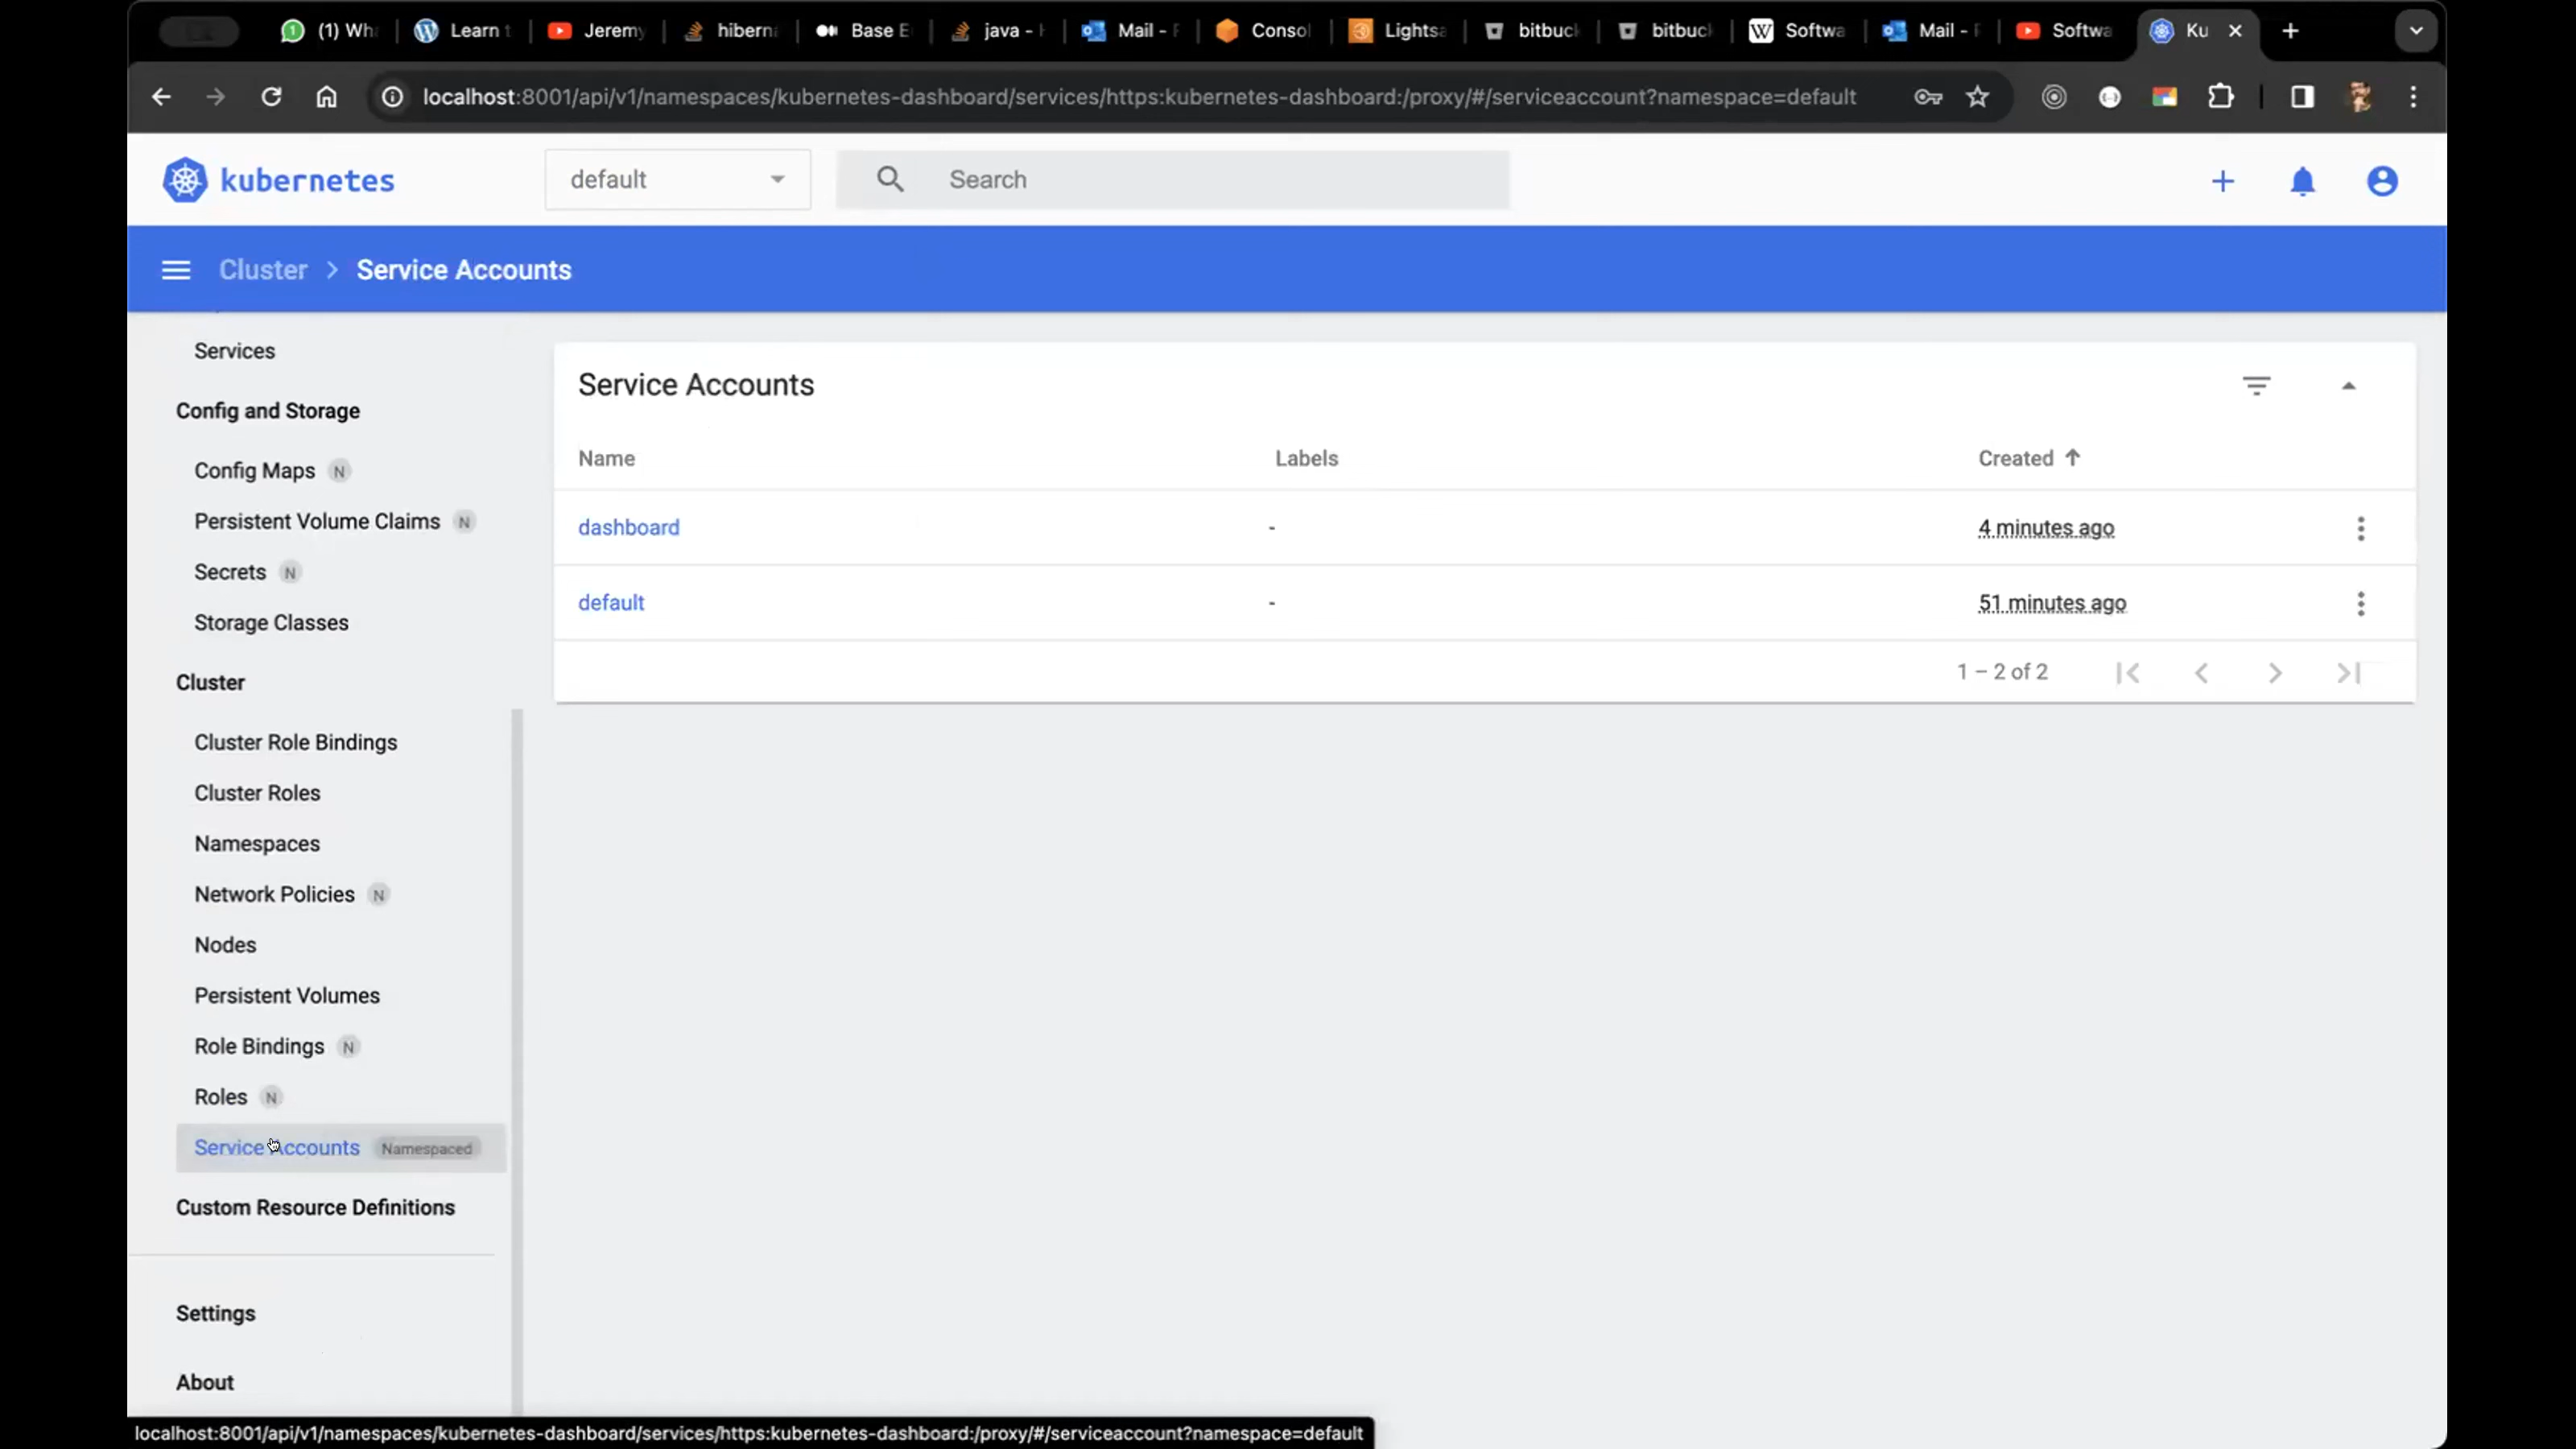 (1) Wh
Learn t
Jeremy
hibern
Base E
java - H
Mail -
Consol
Lightsa
bitbuck
bitbuck
Softwa
Mail -
Softwa
Ku
localhost:8001/api/v1/namespaces/kubernetes-dashboard/services/https:kubernetes-dashboard:/proxy/#/serviceaccount?namespace=default
kubernetes
default
Search
Cluster > Service Accounts
Services
Config and Storage
Config Maps N
Persistent Volume Claims N
Secrets N
Storage Classes
Cluster
Cluster Role Bindings
Cluster Roles
Namespaces
Network Policies N
Nodes
Persistent Volumes
Role Bindings N
Roles N
Service Accounts Namespaced
Custom Resource Definitions
Settings
About
Service Accounts
Name Labels Created
dashboard - 4 minutes ago
default - 51 minutes ago
1 – 2 of 2
localhost:8001/api/v1/namespaces/kubernetes-dashboard/services/https:kubernetes-dashboard:/proxy/#/serviceaccount?namespace=default